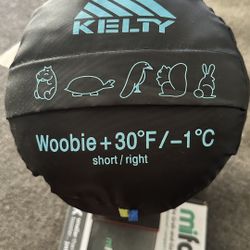 KELTY
Woobie + 30°F/-1°C
short / right